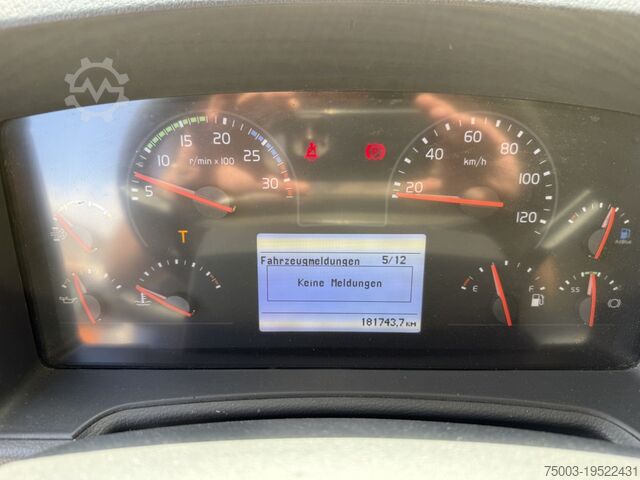 5 10 15 20 25 30
r/min x 100
20 40 60 80 100 120
km/h
T
AdBlue
E F
SS
Fahrzeugmeldungen 5/12
Keine Meldungen
181743,7 KM
75003-19522431